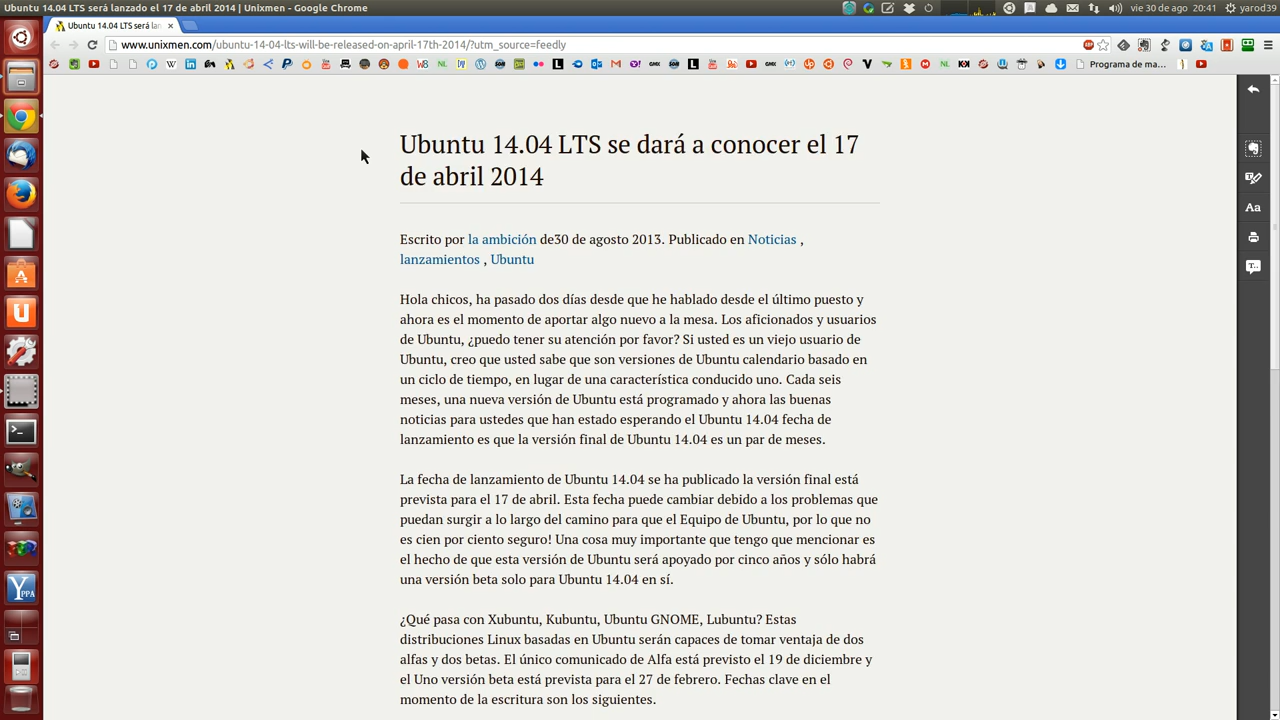 Ubuntu 14.04 LTS será lanzado el 17 de abril de 2014 | Unixmen - Google Chrome
vie 30 de ago 20:41 yarod39
Ubuntu 14.04 LTS será lan
www.unixmen.com/ubuntu-14-04-lts-will-be-released-on-april-17th-2014/?utm_source=feedly
Programa de ma...
Ubuntu 14.04 LTS se dará a conocer el 17
de abril 2014
Escrito por la ambición de30 de agosto 2013. Publicado en Noticias ,
lanzamientos , Ubuntu
Hola chicos, ha pasado dos días desde que he hablado desde el último puesto y
ahora es el momento de aportar algo nuevo a la mesa. Los aficionados y usuarios
de Ubuntu, ¿puedo tener su atención por favor? Si usted es un viejo usuario de
Ubuntu, creo que usted sabe que son versiones de Ubuntu calendario basado en
un ciclo de tiempo, en lugar de una característica conducido uno. Cada seis
meses, una nueva versión de Ubuntu está programado y ahora las buenas
noticias para ustedes que han estado esperando el Ubuntu 14.04 fecha de
lanzamiento es que la versión final de Ubuntu 14.04 es un par de meses.
La fecha de lanzamiento de Ubuntu 14.04 se ha publicado la versión final está
prevista para el 17 de abril. Esta fecha puede cambiar debido a los problemas que
puedan surgir a lo largo del camino para que el Equipo de Ubuntu, por lo que no
es cien por ciento seguro! Una cosa muy importante que tengo que mencionar es
el hecho de que esta versión de Ubuntu será apoyado por cinco años y sólo habrá
una versión beta solo para Ubuntu 14.04 en sí.
¿Qué pasa con Xubuntu, Kubuntu, Ubuntu GNOME, Lubuntu? Estas
distribuciones Linux basadas en Ubuntu serán capaces de tomar ventaja de dos
alfas y dos betas. El único comunicado de Alfa está previsto el 19 de diciembre y
el Uno versión beta está prevista para el 27 de febrero. Fechas clave en el
momento de la escritura son los siguientes.
Aa